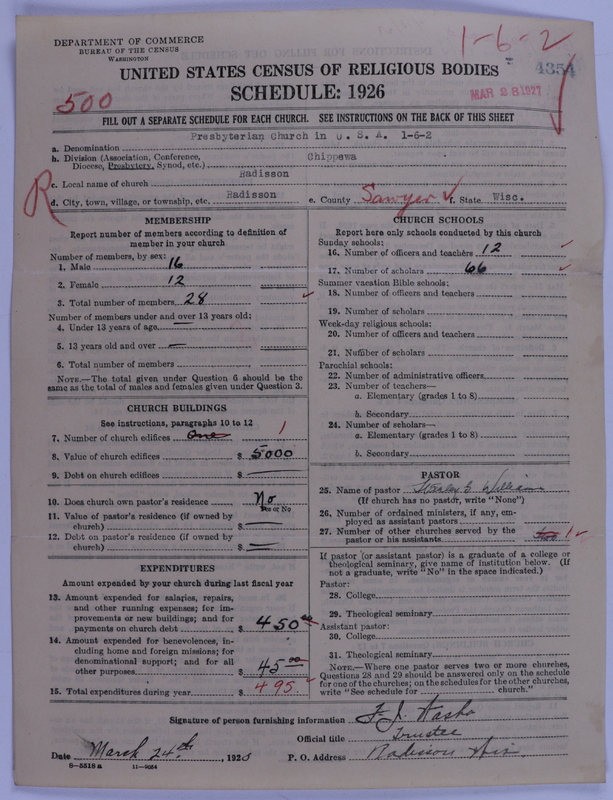 DEPARTMENT OF COMMERCE
BUREAU OF THE CENSUS
WASHINGTON
1-6-2
UNITED STATES CENSUS OF RELIGIOUS BODIES
4354
SCHEDULE: 1926
MAR 28 1927
500
FILL OUT A SEPARATE SCHEDULE FOR EACH CHURCH. SEE INSTRUCTIONS ON THE BACK OF THIS SHEET
a. Denomination Presbyterian Church in U. S. A. 1-6-2
b. Division (Association, Conference, Diocese, Presbytery, Synod, etc.) Chippewa
c. Local name of church Radisson
R
d. City, town, village, or township, etc. Radisson e. County Sawyer ✓ f. State Wisc.
MEMBERSHIP
Report number of members according to definition of
member in your church
Number of members, by sex:
1. Male 16
2. Female 12
3. Total number of members 28
Number of members under and over 13 years old:
4. Under 13 years of age —
5. 13 years old and over —
6. Total number of members
NOTE.—The total given under Question 6 should be the
same as the total of males and females given under Question 3.
CHURCH BUILDINGS
See instructions, paragraphs 10 to 12
7. Number of church edifices One 1
8. Value of church edifices $ 5000
9. Debt on church edifices $ —
10. Does church own pastor's residence No
Yes or No
11. Value of pastor's residence (if owned by
church) $ —
12. Debt on pastor's residence (if owned by
church) $ —
EXPENDITURES
Amount expended by your church during last fiscal year
13. Amount expended for salaries, repairs,
and other running expenses; for im-
provements or new buildings; and for
payments on church debt $ 450 00
14. Amount expended for benevolences, in-
cluding home and foreign missions; for
denominational support; and for all
other purposes. $ 45 00
15. Total expenditures during year $ 495
CHURCH SCHOOLS
Report here only schools conducted by this church
Sunday schools:
16. Number of officers and teachers 12
17. Number of scholars 66
Summer vacation Bible schools:
18. Number of officers and teachers
19. Number of scholars
Week-day religious schools:
20. Number of officers and teachers
21. Number of scholars
Parochial schools:
22. Number of administrative officers
23. Number of teachers—
a. Elementary (grades 1 to 8)
b. Secondary
24. Number of scholars—
a. Elementary (grades 1 to 8)
b. Secondary
PASTOR
25. Name of pastor Williams
(If church has no pastor, write "None")
26. Number of ordained ministers, if any, em-
ployed as assistant pastors
27. Number of other churches served by the
pastor or his assistants 1 ✓
If pastor (or assistant pastor) is a graduate of a college or
theological seminary, give name of institution below. (If
not a graduate, write "No" in the space indicated.)
Pastor:
28. College
29. Theological seminary
Assistant pastor:
30. College
31. Theological seminary
NOTE.—Where one pastor serves two or more churches,
Questions 28 and 29 should be answered only on the schedule
for one of the churches; on the schedules for the other churches,
write "See schedule for church."
Signature of person furnishing information F. J.
Official title Trustee
Date March 24th, 192 P. O. Address Radisson Wis.
8-5518 a 11-9054